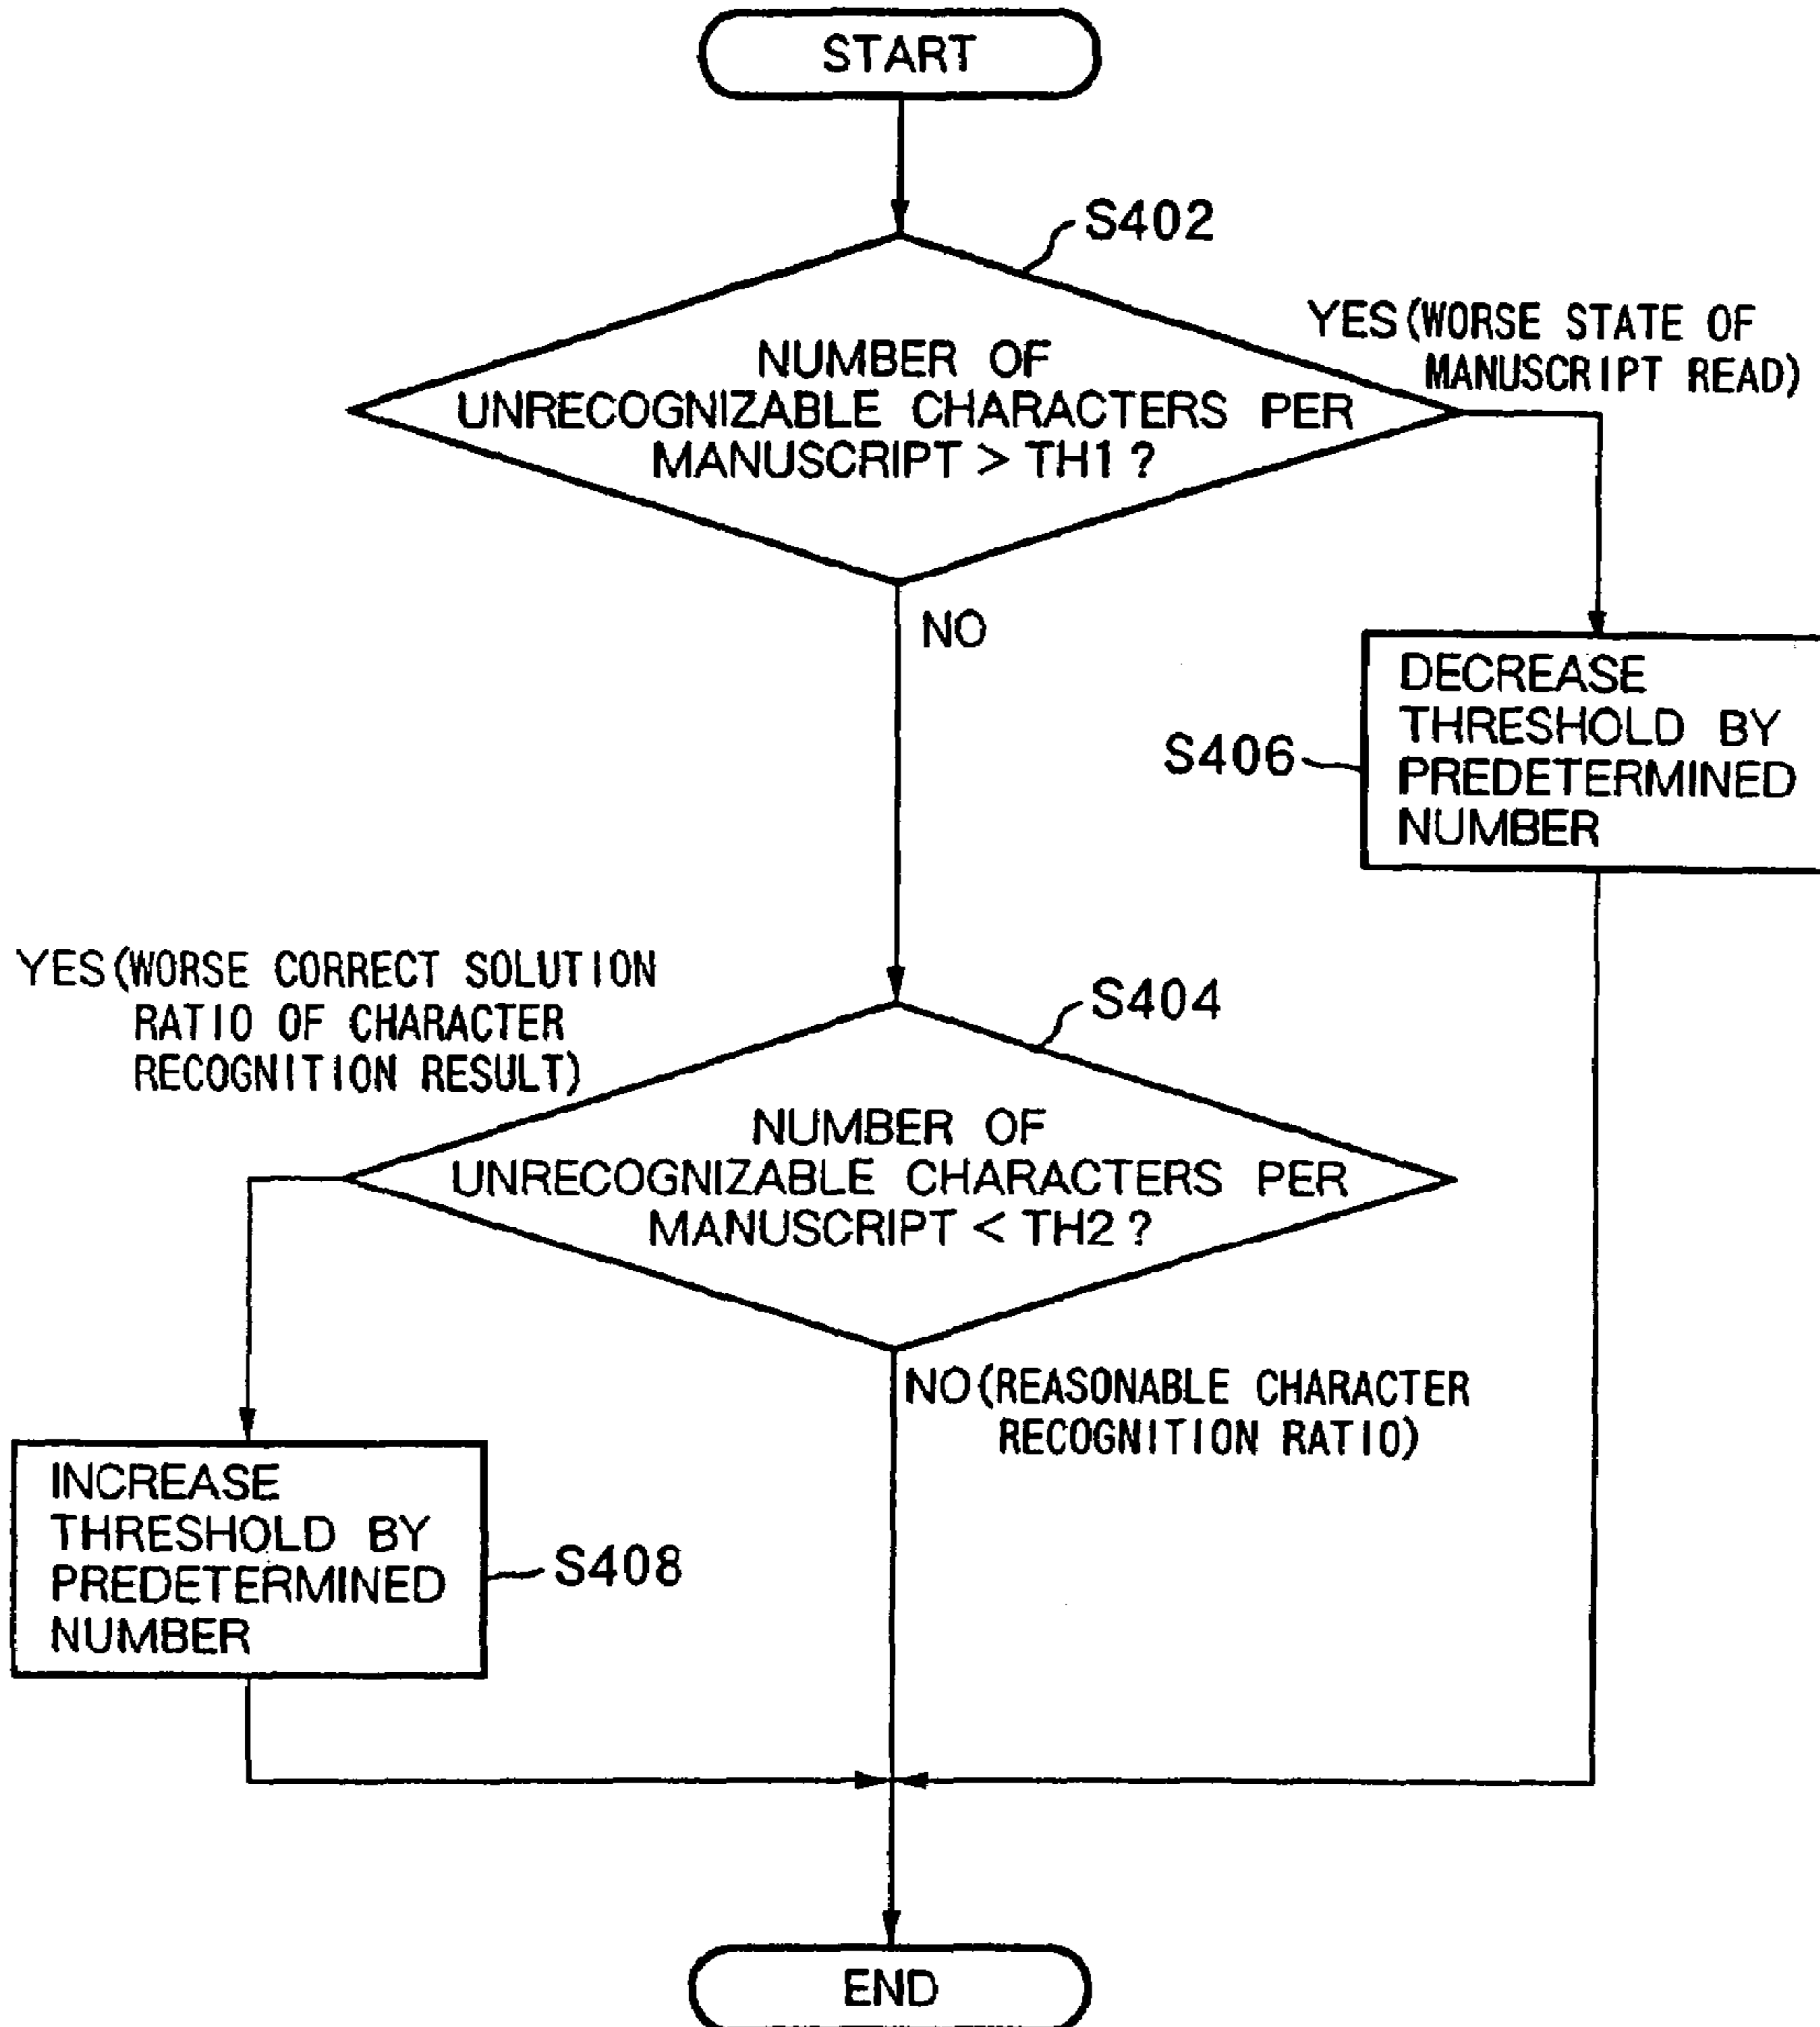 START
S402
NUMBER OF
UNRECOGNIZABLE CHARACTERS PER
MANUSCRIPT > TH1 ?
YES (WORSE STATE OF
MANUSCRIPT READ)
NO
DECREASE
THRESHOLD BY
PREDETERMINED
NUMBER
S406
YES (WORSE CORRECT SOLUTION
RATIO OF CHARACTER
RECOGNITION RESULT)
S404
NUMBER OF
UNRECOGNIZABLE CHARACTERS PER
MANUSCRIPT < TH2 ?
NO (REASONABLE CHARACTER
RECOGNITION RATIO)
INCREASE
THRESHOLD BY
PREDETERMINED
NUMBER
S408
END